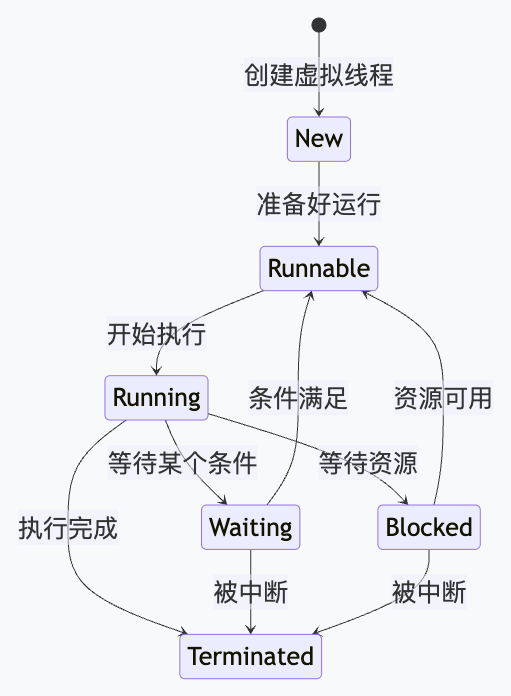 创建虚拟线程
New
准备好运行
Runnable
开始执行
Running
条件满足
资源可用
等待某个条件
等待资源
Waiting
Blocked
执行完成
被中断
被中断
Terminated